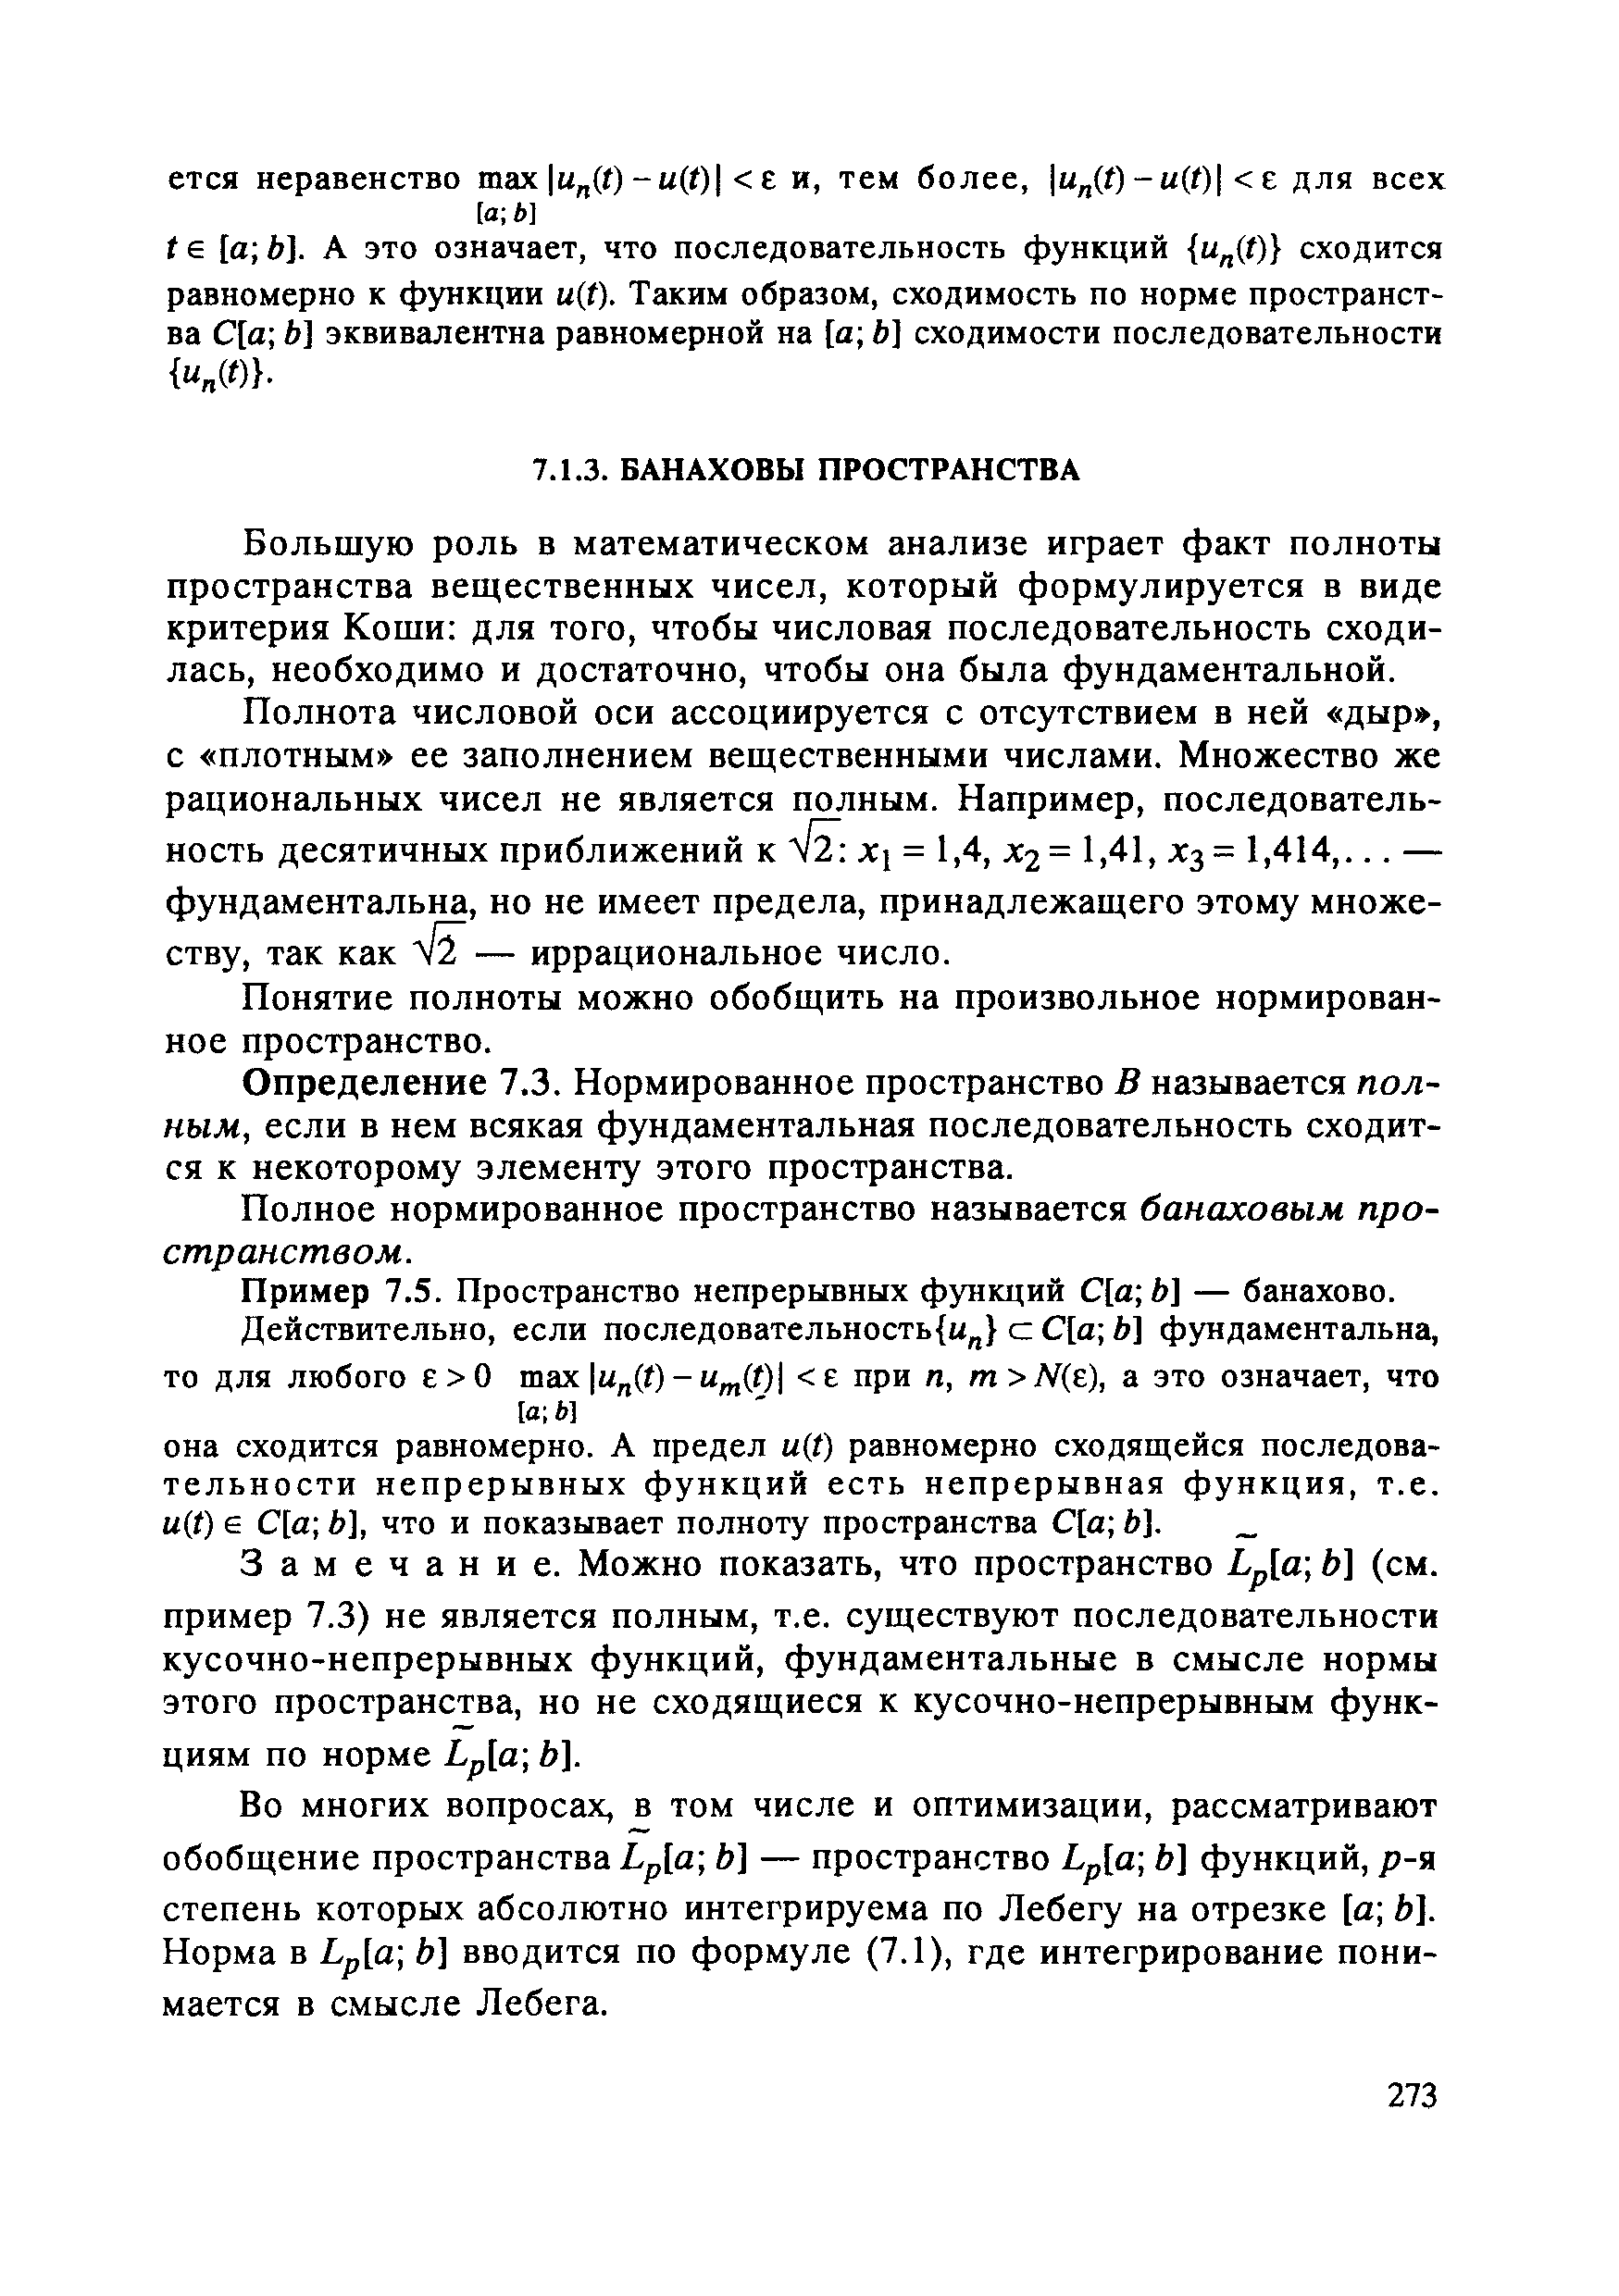 ется неравенство max |uₙ(t) – u(t)| < ε и, тем более, |uₙ(t) – u(t)| < ε для всех
[a; b]
t ∈ [a; b]. А это означает, что последовательность функций {uₙ(t)} сходится
равномерно к функции u(t). Таким образом, сходимость по норме пространст-
ва C[a; b] эквивалентна равномерной на [a; b] сходимости последовательности
{uₙ(t)}.
7.1.3. БАНАХОВЫ ПРОСТРАНСТВА
Большую роль в математическом анализе играет факт полноты
пространства вещественных чисел, который формулируется в виде
критерия Коши: для того, чтобы числовая последовательность сходи-
лась, необходимо и достаточно, чтобы она была фундаментальной.
Полнота числовой оси ассоциируется с отсутствием в ней «дыр»,
с «плотным» ее заполнением вещественными числами. Множество же
рациональных чисел не является полным. Например, последователь-
ность десятичных приближений к √2: x₁ = 1,4, x₂ = 1,41, x₃ = 1,414,... —
фундаментальна, но не имеет предела, принадлежащего этому множе-
ству, так как √2 — иррациональное число.
Понятие полноты можно обобщить на произвольное нормирован-
ное пространство.
Определение 7.3. Нормированное пространство B называется пол-
ным, если в нем всякая фундаментальная последовательность сходит-
ся к некоторому элементу этого пространства.
Полное нормированное пространство называется банаховым про-
странством.
Пример 7.5. Пространство непрерывных функций C[a; b] — банахово.
Действительно, если последовательность{uₙ} ⊂ C[a; b] фундаментальна,
то для любого ε > 0 max |uₙ(t) – uₘ(t)| < ε при n, m > N(ε), а это означает, что
[a; b]
она сходится равномерно. А предел u(t) равномерно сходящейся последова-
тельности непрерывных функций есть непрерывная функция, т.е.
u(t) ∈ C[a; b], что и показывает полноту пространства C[a; b].
З а м е ч а н и е. Можно показать, что пространство L̃ₚ[a; b] (см.
пример 7.3) не является полным, т.е. существуют последовательности
кусочно-непрерывных функций, фундаментальные в смысле нормы
этого пространства, но не сходящиеся к кусочно-непрерывным функ-
циям по норме L̃ₚ[a; b].
Во многих вопросах, в том числе и оптимизации, рассматривают
обобщение пространства L̃ₚ[a; b] — пространство Lₚ[a; b] функций, p-я
степень которых абсолютно интегрируема по Лебегу на отрезке [a; b].
Норма в Lₚ[a; b] вводится по формуле (7.1), где интегрирование пони-
мается в смысле Лебега.
273